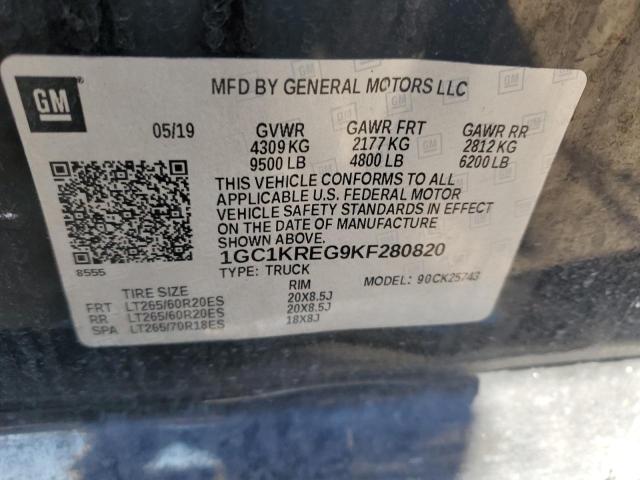 GM
MFD BY GENERAL MOTORS LLC
05/19 GVWR GAWR FRT GAWR RR
4309 KG 2177 KG 2812 KG
9500 LB 4800 LB 6200 LB
THIS VEHICLE CONFORMS TO ALL
APPLICABLE U.S. FEDERAL MOTOR
VEHICLE SAFETY STANDARDS IN EFFECT
ON THE DATE OF MANUFACTURE
SHOWN ABOVE.
8555
1GC1KREG9KF280820
TYPE: TRUCK 90CK25743
TIRE SIZE RIM
FRT LT265/60R20ES 20X8.5J
RR LT265/60R20ES 20X8.5J
SPA LT265/70R18ES 18X8J